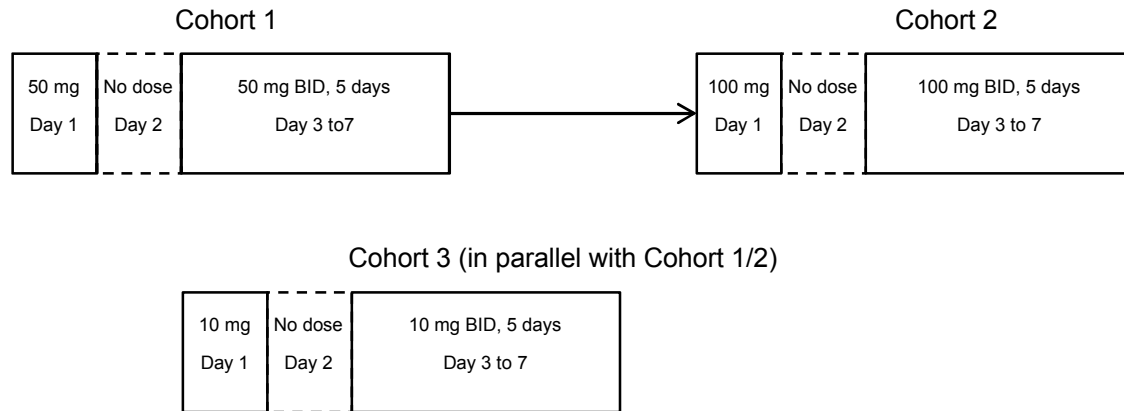 Cohort 1
Cohort 2
50 mg
Day 1
No dose
Day 2
50 mg BID, 5 days
Day 3 to7
100 mg
Day 1
No dose
Day 2
100 mg BID, 5 days
Day 3 to 7
Cohort 3 (in parallel with Cohort 1/2)
10 mg
Day 1
No dose
Day 2
10 mg BID, 5 days
Day 3 to 7